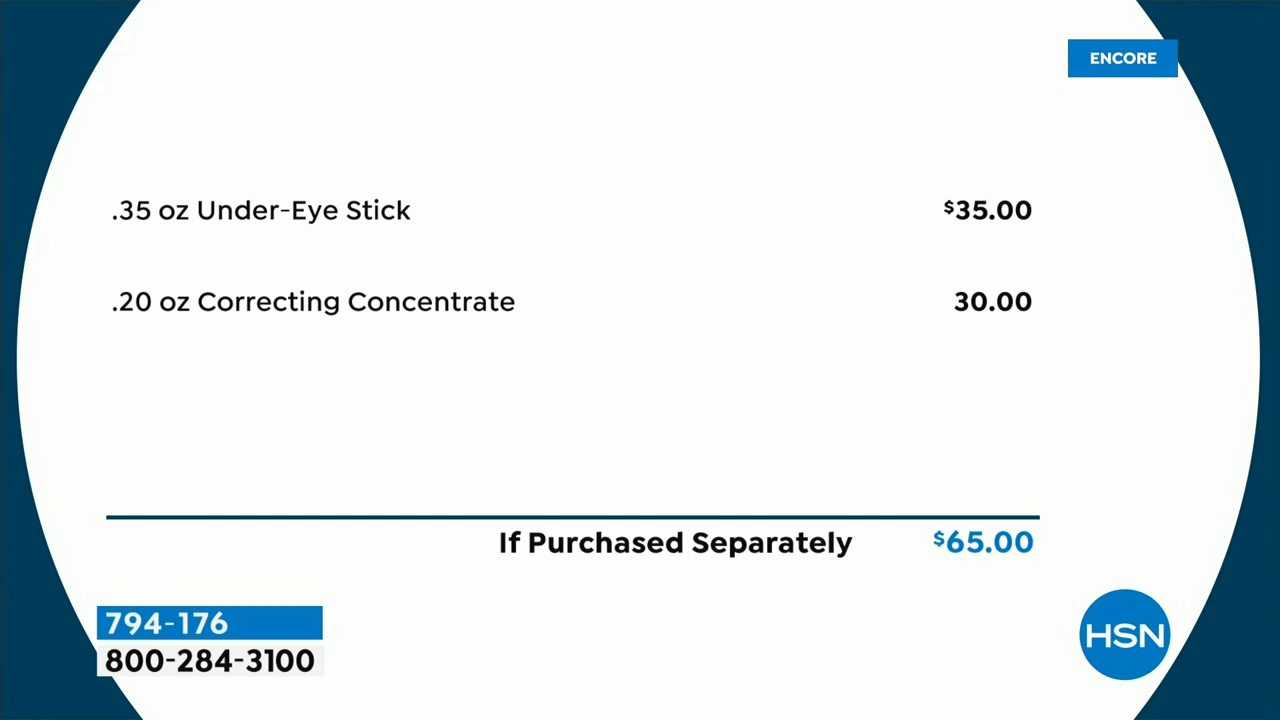 ENCORE
.35 oz Under-Eye Stick $35.00
.20 oz Correcting Concentrate 30.00
If Purchased Separately $65.00
794-176
800-284-3100
HSN